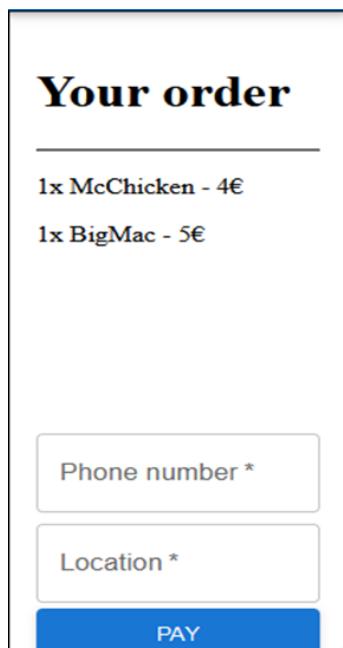 Your order
1x McChicken - 4€
1x BigMac - 5€
Phone number *
Location *
PAY